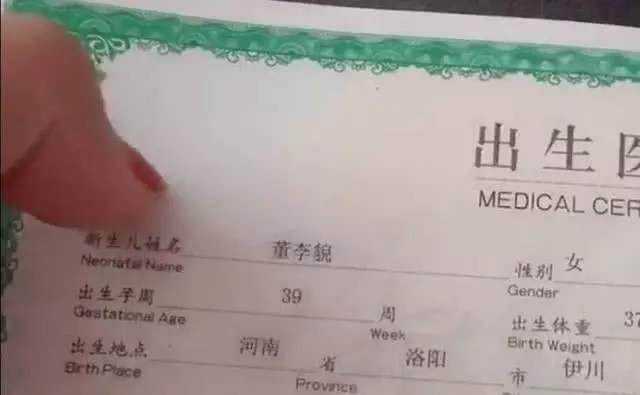 出生医
MEDICAL CER
新生儿姓名 董李貌 性别 女
Neonatal Name Gender
出生孕周 39 周 出生体重 37
Gestational Age Week Birth Weight
出生地点 河南 省 洛阳 市 伊川
Birth Place Province